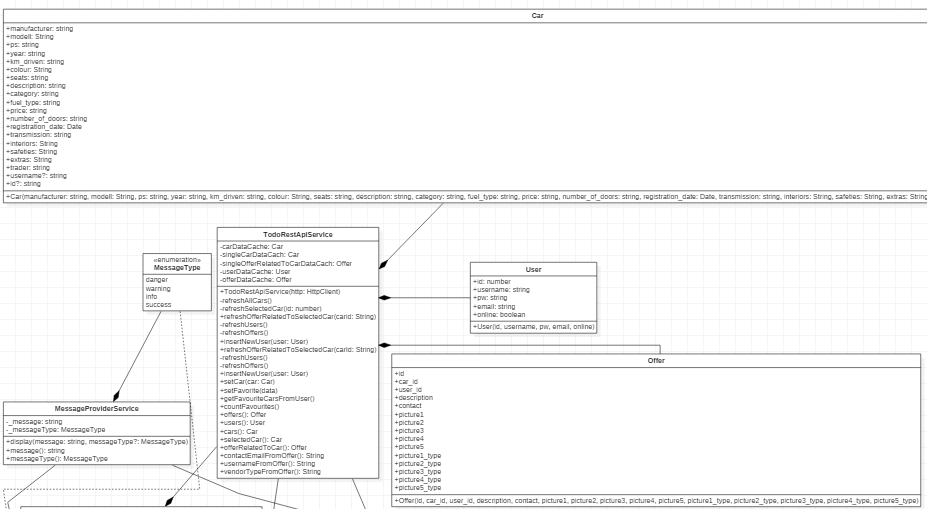 Car
+manufacturer: string
+modell: String
+ps: string
+year: string
+km_driven: string
+colour: String
+seats: string
+description: string
+category: string
+fuel_type: string
+price: string
+number_of_doors: string
+registration_date: Date
+transmission: string
+interiors: String
+safeties: String
+extras: String
+trader: string
+username?: string
+id?: string
+Car(manufacturer: string, modell: String, ps: string, year: string, km_driven: string, colour: String, seats: string, description: string, category: string, fuel_type: string, price: string, number_of_doors: string, registration_date: Date, transmission: string, interiors: String, safeties: String, extras: String
TodoRestApiService
-carDataCache: Car
-singleCarDataCach: Car
-singleOfferRelatedToCarDataCach: Offer
-userDataCache: User
-offerDataCache: Offer
+TodoRestApiService(http: HttpClient)
-refreshAllCars()
-refreshSelectedCar(id: number)
+refreshOfferRelatedToSelectedCar(carid: String)
-refreshUsers()
-refreshOffers()
+insertNewUser(user: User)
+refreshOfferRelatedToSelectedCar(carid: String)
-refreshUsers()
-refreshOffers()
+insertNewUser(user: User)
+setCar(car: Car)
+setFavorite(data)
+getFavouriteCarsFromUser()
+countFavourites()
+offers(): Offer
+users(): User
+cars(): Car
+selectedCar(): Car
+offerRelatedToCar(): Offer
+contactEmailFromOffer(): String
+usernameFromOffer(): String
+vendorTypeFromOffer(): String
«enumeration»
MessageType
danger
warning
info
success
User
+id: number
+username: string
+pw: string
+email: string
+online: boolean
+User(id, username, pw, email, online)
Offer
+id
+car_id
+user_id
+description
+contact
+picture1
+picture2
+picture3
+picture4
+picture5
+picture1_type
+picture2_type
+picture3_type
+picture4_type
+picture5_type
+Offer(id, car_id, user_id, description, contact, picture1, picture2, picture3, picture4, picture5, picture1_type, picture2_type, picture3_type, picture4_type, picture5_type)
MessageProviderService
-_message: string
-_messageType: MessageType
+display(message: string, messageType?: MessageType)
+message(): string
+messageType(): MessageType